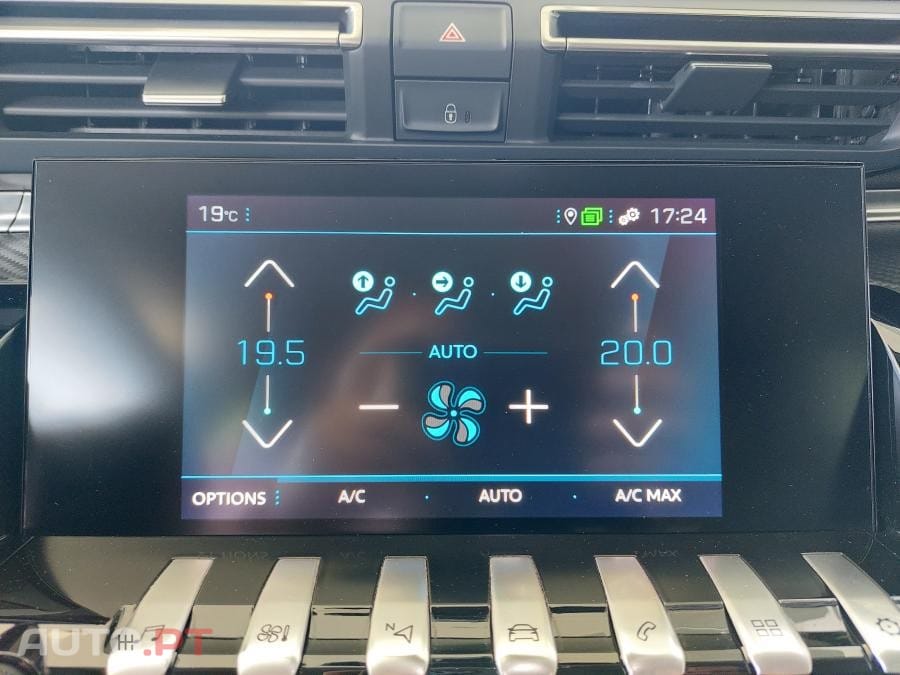 19°C
17:24
19.5
20.0
AUTO
OPTIONS A/C AUTO A/C MAX
N
AUTO.PT